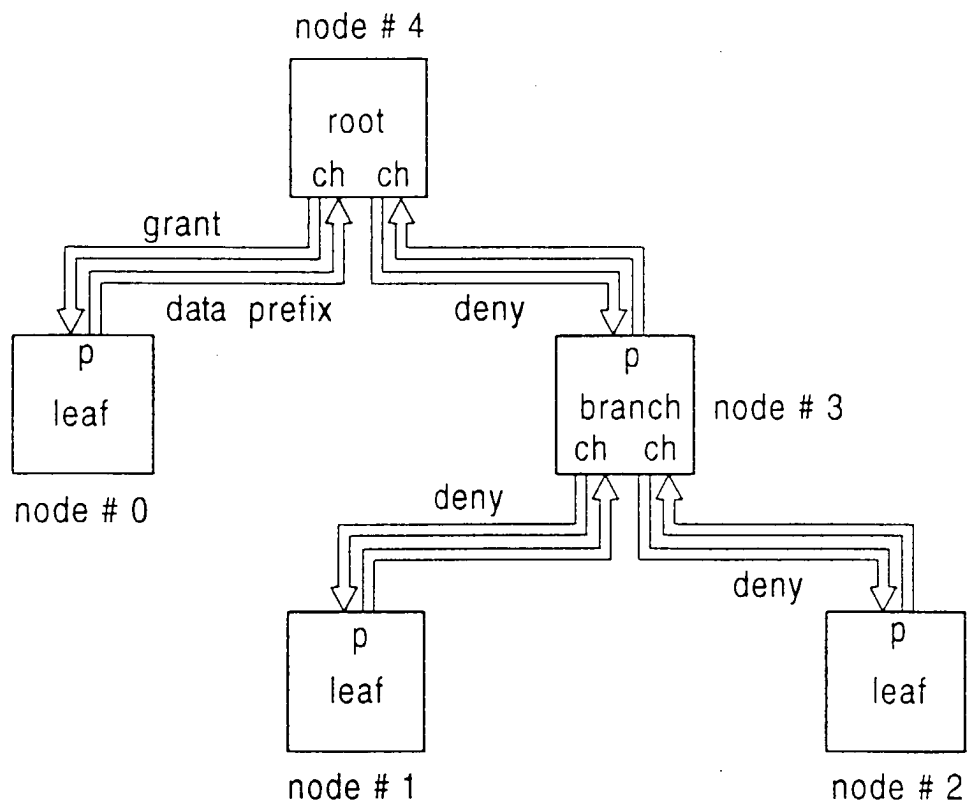 node # 4
root
ch ch
grant
data prefix
deny
p
leaf
node # 0
p
branch
ch ch
node # 3
deny
deny
p
leaf
node # 1
p
leaf
node # 2